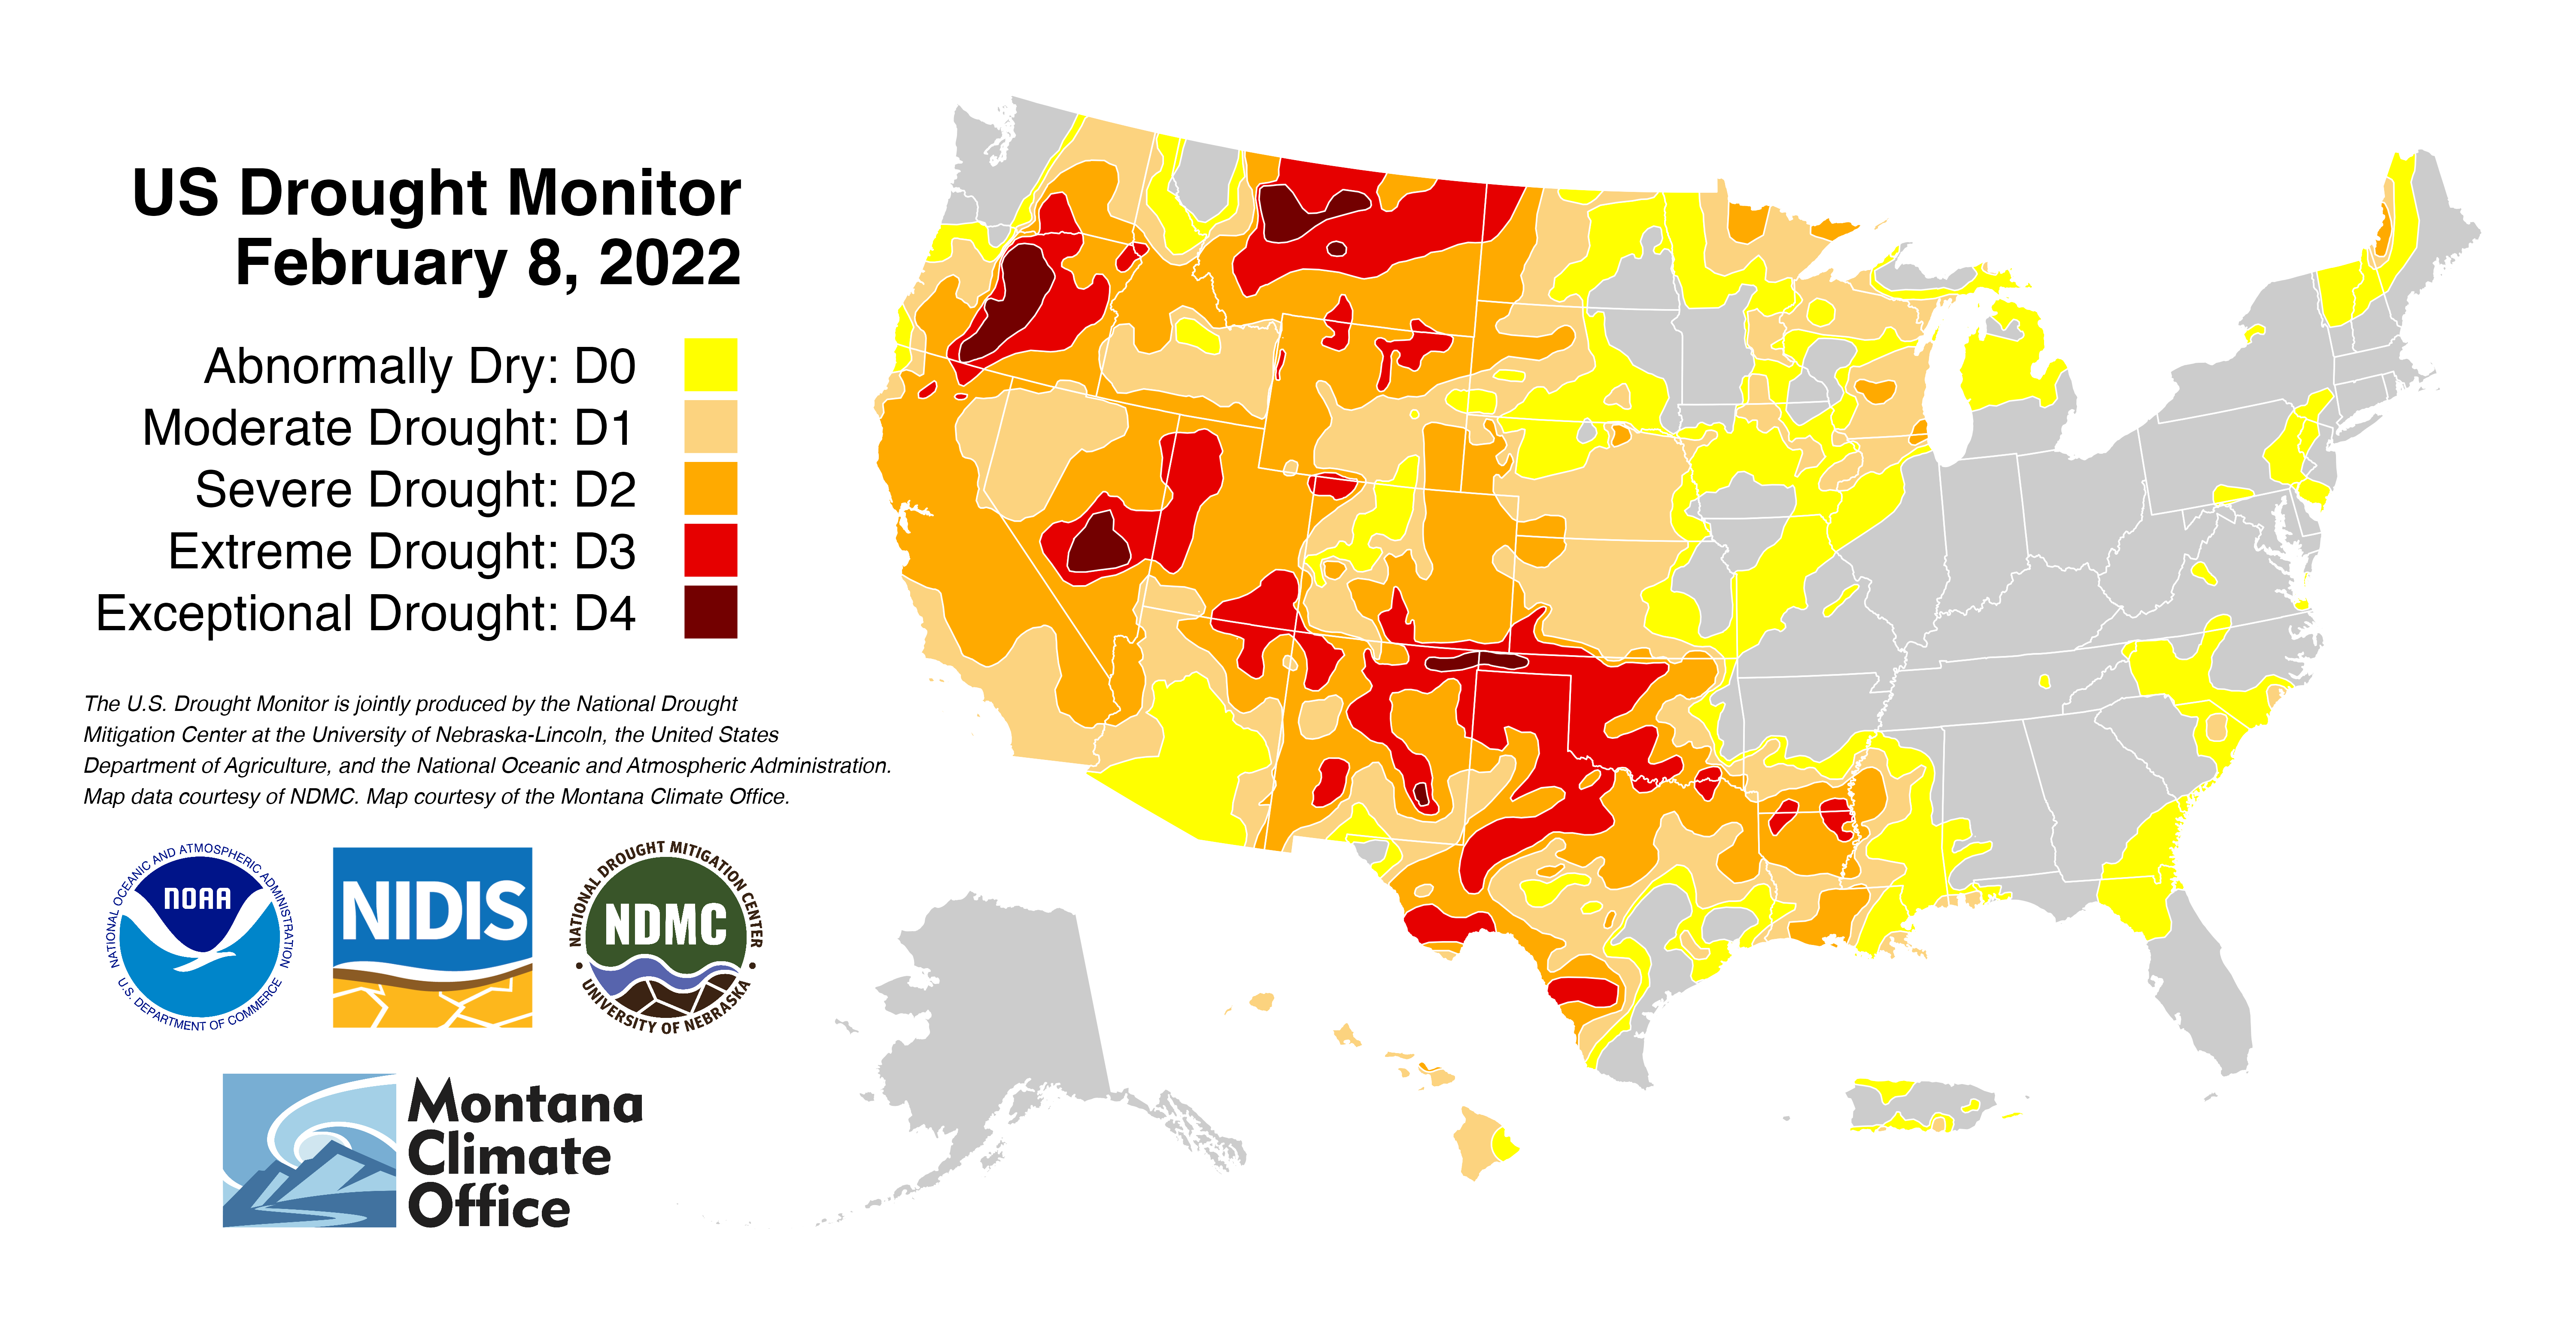 US Drought Monitor
February 8, 2022
Abnormally Dry: D0
Moderate Drought: D1
Severe Drought: D2
Extreme Drought: D3
Exceptional Drought: D4
The U.S. Drought Monitor is jointly produced by the National Drought
Mitigation Center at the University of Nebraska-Lincoln, the United States
Department of Agriculture, and the National Oceanic and Atmospheric Administration.
Map data courtesy of NDMC. Map courtesy of the Montana Climate Office.
NATIONAL OCEANIC AND ATMOSPHERIC ADMINISTRATION
NOAA
U.S. DEPARTMENT OF COMMERCE
NIDIS
NATIONAL DROUGHT MITIGATION CENTER
NDMC
UNIVERSITY OF NEBRASKA
Montana
Climate
Office